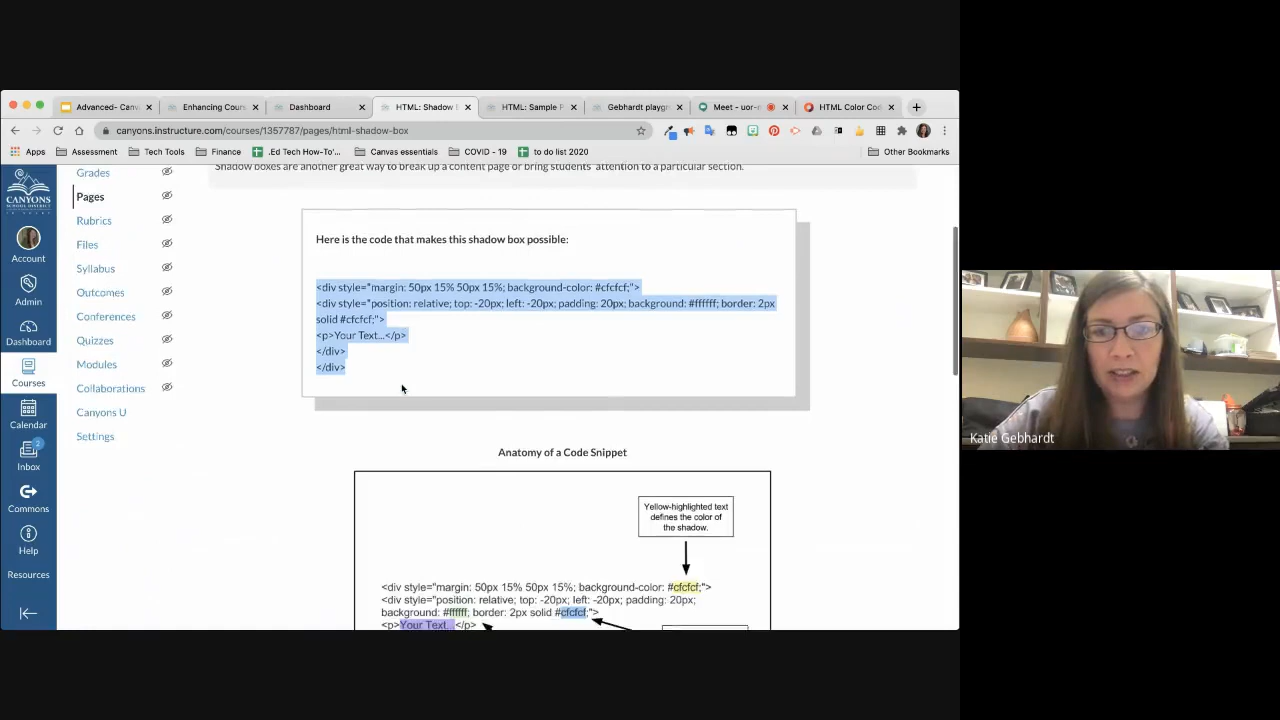 Advanced- Canv
Enhancing Cours
Dashboard
HTML: Shadow
HTML: Sample P
Gebhardt playgr
Meet - uor-n
HTML Color Cod
canyons.instructure.com/courses/1357787/pages/html-shadow-box
Apps
Assessment
Tech Tools
Finance
.Ed Tech How-To'...
Canvas essentials
COVID - 19
to do list 2020
Other Bookmarks
CANYONS
SCHOOL DISTRICT
Account
Admin
Dashboard
Courses
Calendar
2
Inbox
Commons
Help
Resources
Grades
Pages
Rubrics
Files
Syllabus
Outcomes
Conferences
Quizzes
Modules
Collaborations
Canyons U
Settings
Shadow boxes are another great way to break up a content page or bring students' attention to a particular section.
Here is the code that makes this shadow box possible:
<div style="margin: 50px 15% 50px 15%; background-color: #cfcfcf;">
<div style="position: relative; top: -20px; left: -20px; padding: 20px; background: #ffffff; border: 2px
solid #cfcfcf;">
<p>Your Text...</p>
</div>
</div>
Anatomy of a Code Snippet
Yellow-highlighted text
defines the color of
the shadow.
<div style="margin: 50px 15% 50px 15%; background-color: #cfcfcf;">
<div style="position: relative; top: -20px; left: -20px; padding: 20px;
background: #ffffff; border: 2px solid #cfcfcf;">
<p>Your Text...</p>
Katie Gebhardt